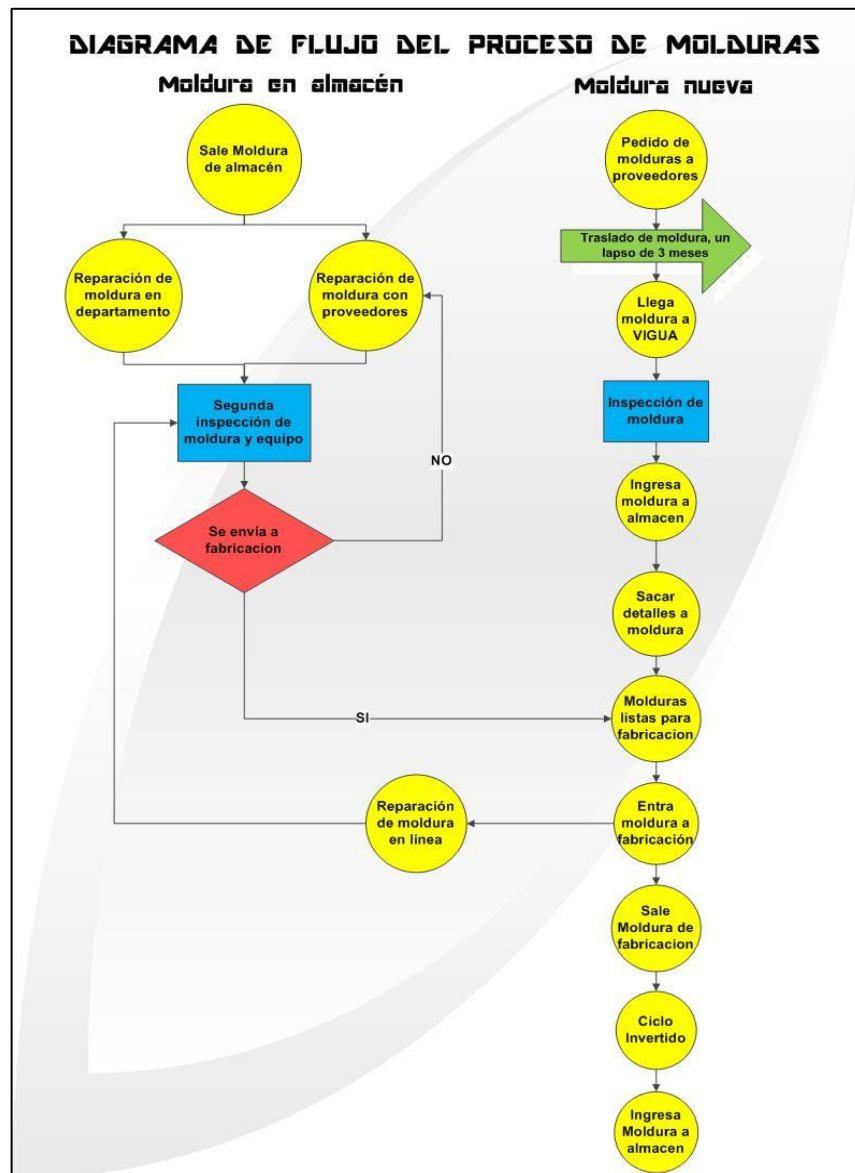 DIAGRAMA DE FLUJO DEL PROCESO DE MOLDURAS
Moldura en almacén
Sale Moldura
de almacén
Reparación de
moldura en
departamento
Reparación de
moldura con
proveedores
Segunda
inspección de
moldura y equipo
NO
Se envía a
fabricacion
SI
Reparación
de moldura
en línea
Moldura nueva
Pedido de
molduras a
proveedores
Traslado de moldura, un
lapso de 3 meses
Llega
moldura a
VIGUA
Inspección de
moldura
Ingresa
moldura a
almacen
Sacar
detalles a
moldura
Molduras
listas para
fabricacion
Entra
moldura a
fabricación
Sale
Moldura de
fabricacion
Ciclo
Invertido
Ingresa
Moldura a
almacen